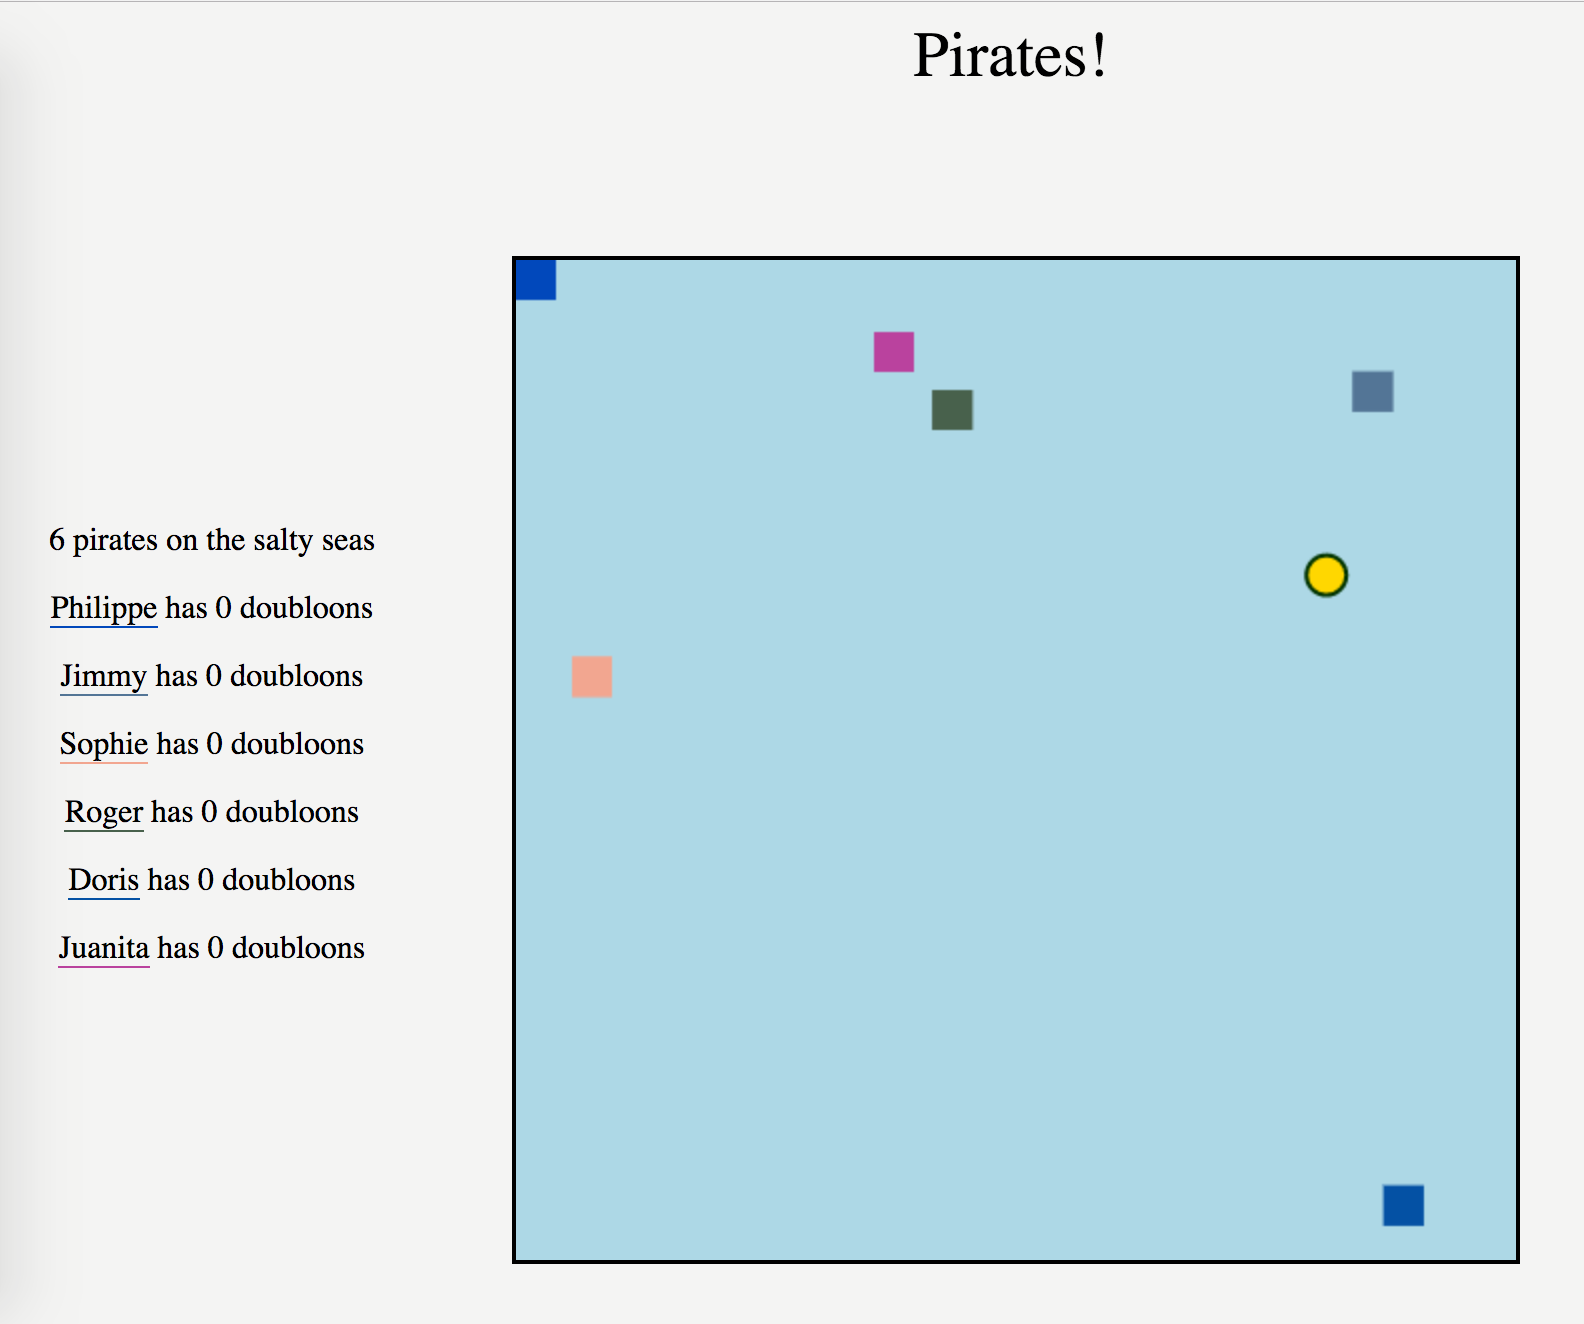 Pirates!
6 pirates on the salty seas
Philippe has 0 doubloons
Jimmy has 0 doubloons
Sophie has 0 doubloons
Roger has 0 doubloons
Doris has 0 doubloons
Juanita has 0 doubloons